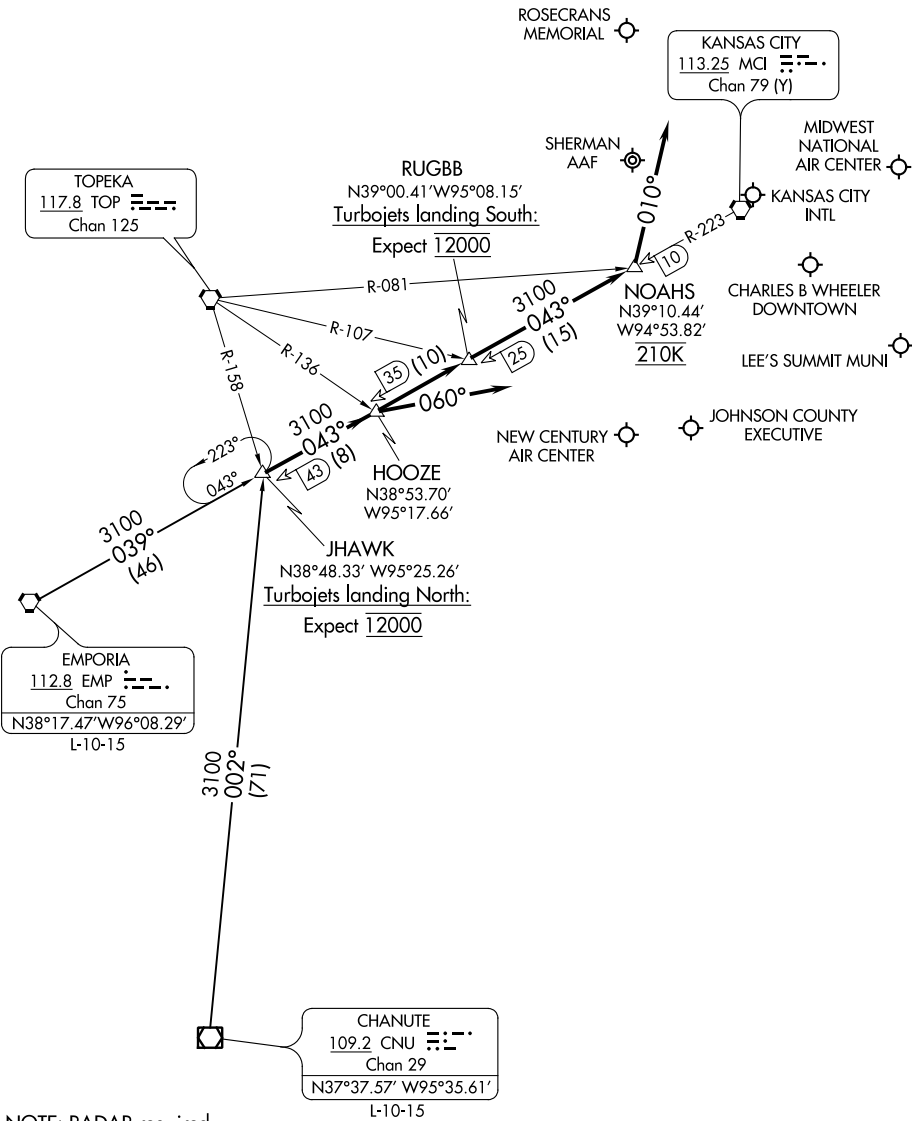 ROSECRANS
MEMORIAL
KANSAS CITY
113.25 MCI
Chan 79 (Y)
MIDWEST
NATIONAL
AIR CENTER
SHERMAN
AAF
KANSAS CITY
INTL
RUGBB
N39°00.41′W95°08.15′
Turbojets landing South:
Expect 12000
TOPEKA
117.8 TOP
Chan 125
010°
R-223
10
R-081
NOAHS
N39°10.44′
W94°53.82′
210K
CHARLES B WHEELER
DOWNTOWN
3100
043°
(15)
R-107
25
LEE'S SUMMIT MUNI
R-136
35
(10)
R-158
060°
3100
043°
(8)
43
NEW CENTURY
AIR CENTER
JOHNSON COUNTY
EXECUTIVE
HOOZE
N38°53.70′
W95°17.66′
223°
043°
3100
039°
(46)
JHAWK
N38°48.33′ W95°25.26′
Turbojets landing North:
Expect 12000
EMPORIA
112.8 EMP
Chan 75
N38°17.47′W96°08.29′
L-10-15
3100
002°
(71)
CHANUTE
109.2 CNU
Chan 29
N37°37.57′ W95°35.61′
L-10-15
NOTE: RADAR required